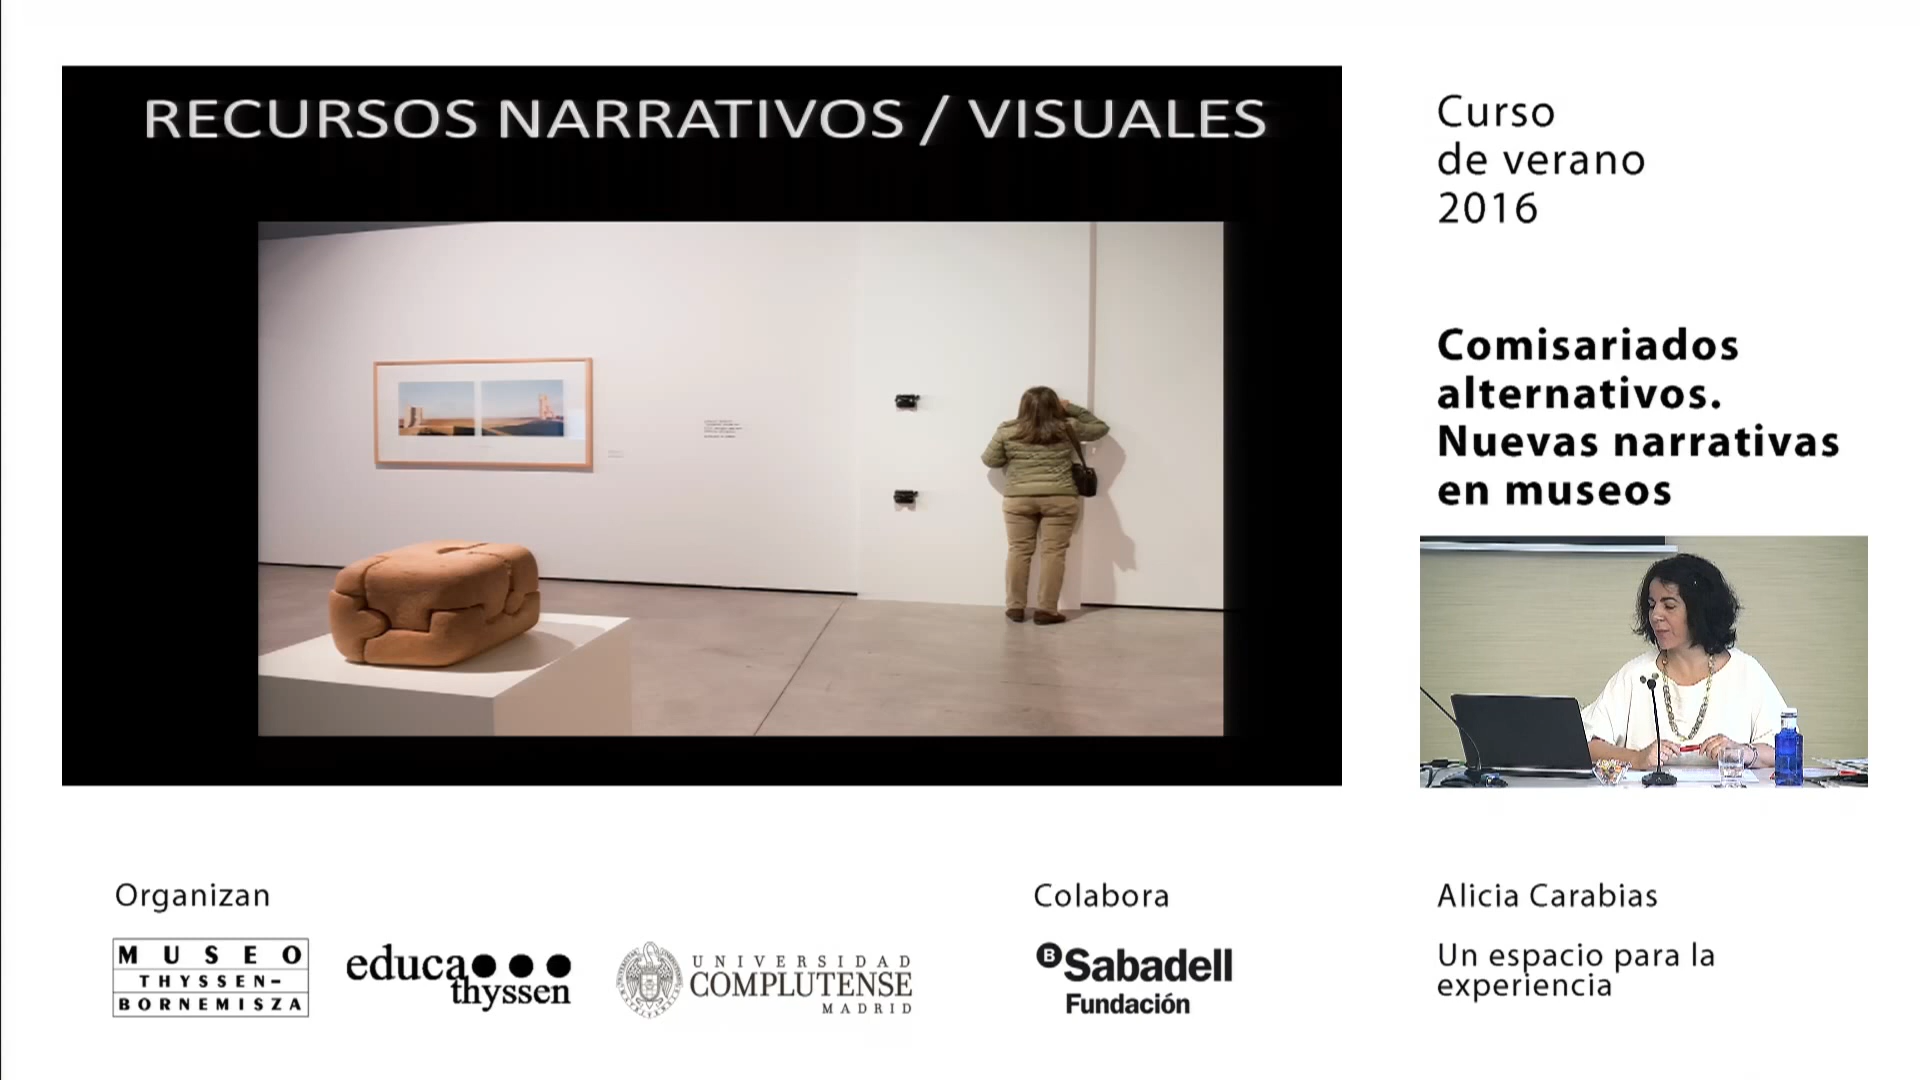 RECURSOS NARRATIVOS / VISUALES
Curso
de verano
2016
Comisariados
alternativos.
Nuevas narrativas
en museos
Organizan
MUSEO
THYSSEN-
BORNEMISZA
educa
thyssen
UNIVERSIDAD
COMPLUTENSE
MADRID
Colabora
B Sabadell
Fundación
Alicia Carabias
Un espacio para la
experiencia